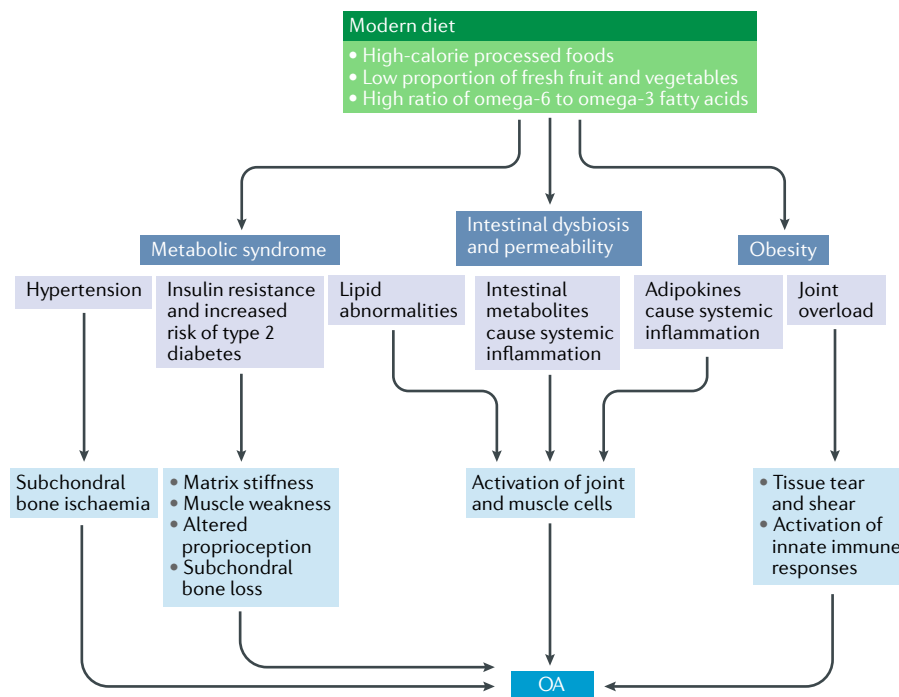 Modern diet
• High-calorie processed foods
• Low proportion of fresh fruit and vegetables
• High ratio of omega-6 to omega-3 fatty acids
Metabolic syndrome
Intestinal dysbiosis
and permeability
Obesity
Hypertension
Insulin resistance
and increased
risk of type 2
diabetes
Lipid
abnormalities
Intestinal
metabolites
cause systemic
inflammation
Adipokines
cause systemic
inflammation
Joint
overload
Subchondral
bone ischaemia
• Matrix stiffness
• Muscle weakness
• Altered
proprioception
• Subchondral
bone loss
Activation of joint
and muscle cells
• Tissue tear
and shear
• Activation of
innate immune
responses
OA